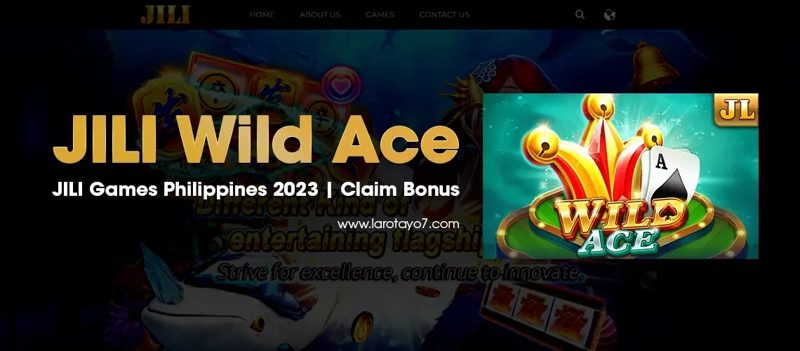 JILI
HOME ABOUT US GAMES CONTACT US
JILI Wild Ace
JILI Games Philippines 2023 | Claim Bonus
www.larotayo7.com
Different Kind of
entertaining flagship
Strive for excellence, continue to innovate.
JL
A
WILD
ACE